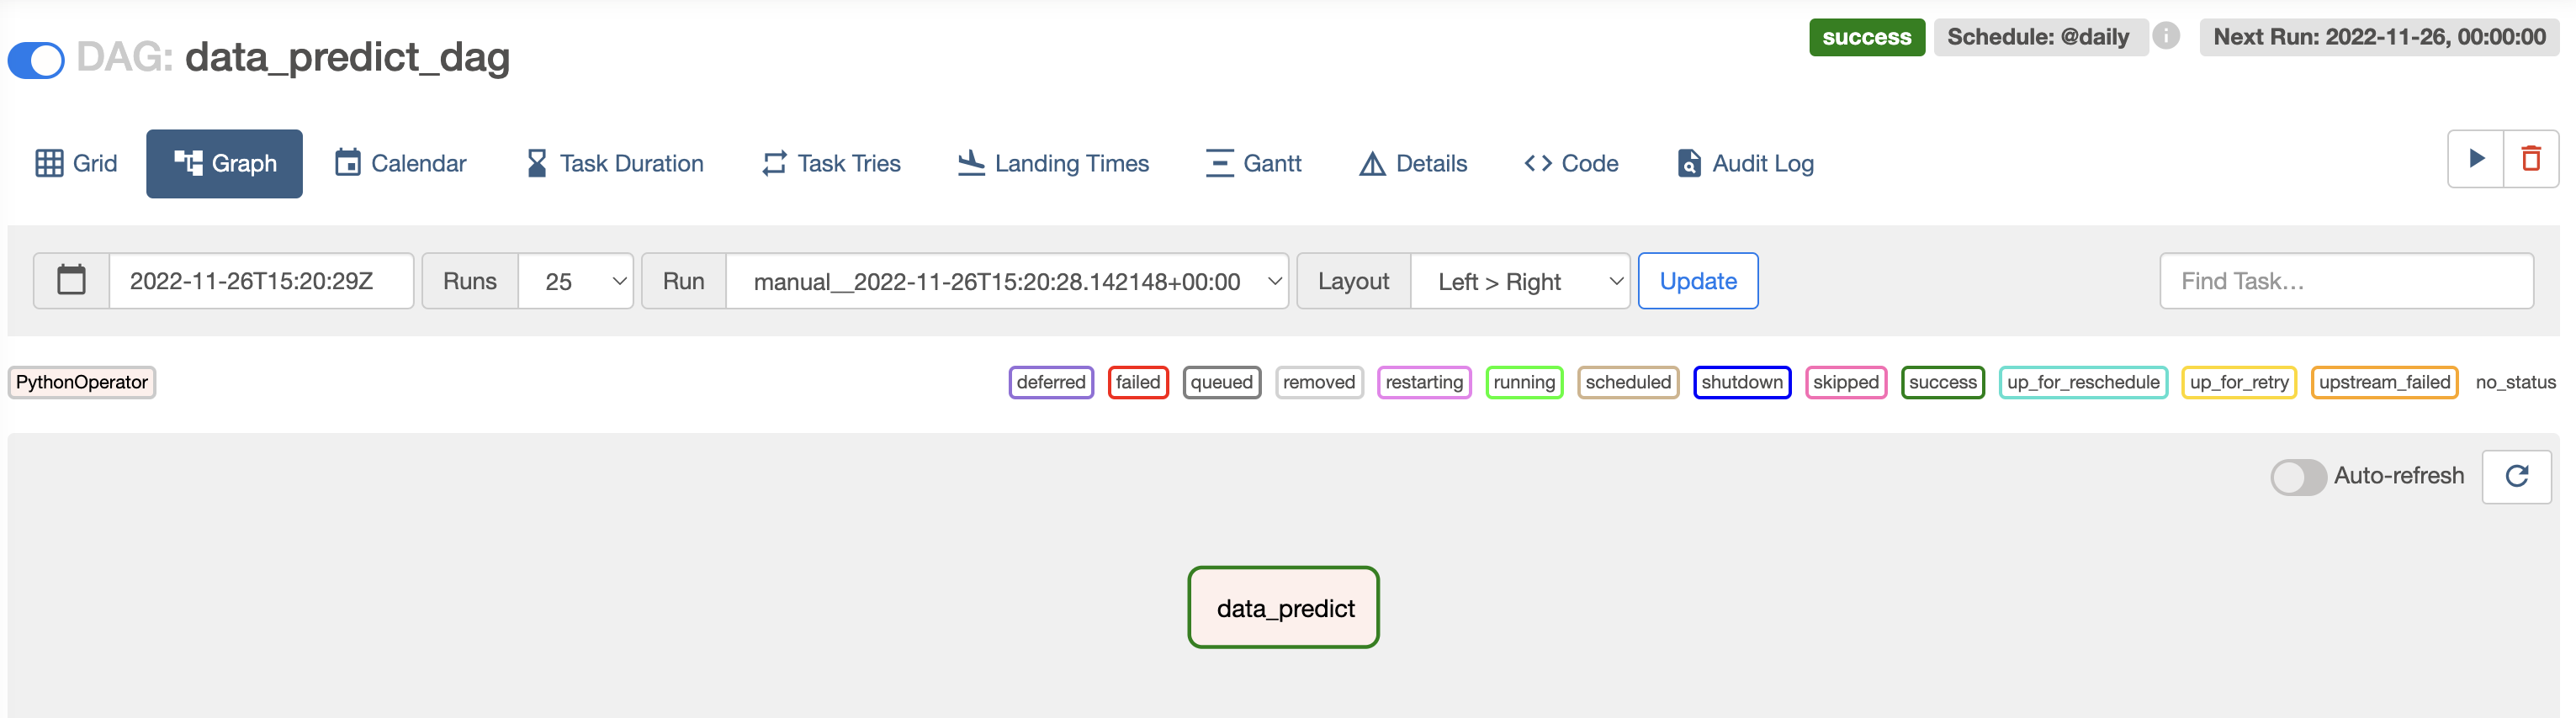 DAG: data_predict_dag
success Schedule: @daily i Next Run: 2022-11-26, 00:00:00
Grid Graph Calendar Task Duration Task Tries Landing Times Gantt Details Code Audit Log
2022-11-26T15:20:29Z Runs 25 Run manual__2022-11-26T15:20:28.142148+00:00 Layout Left > Right Update Find Task…
PythonOperator deferred failed queued removed restarting running scheduled shutdown skipped success up_for_reschedule up_for_retry upstream_failed no_status
Auto-refresh
data_predict